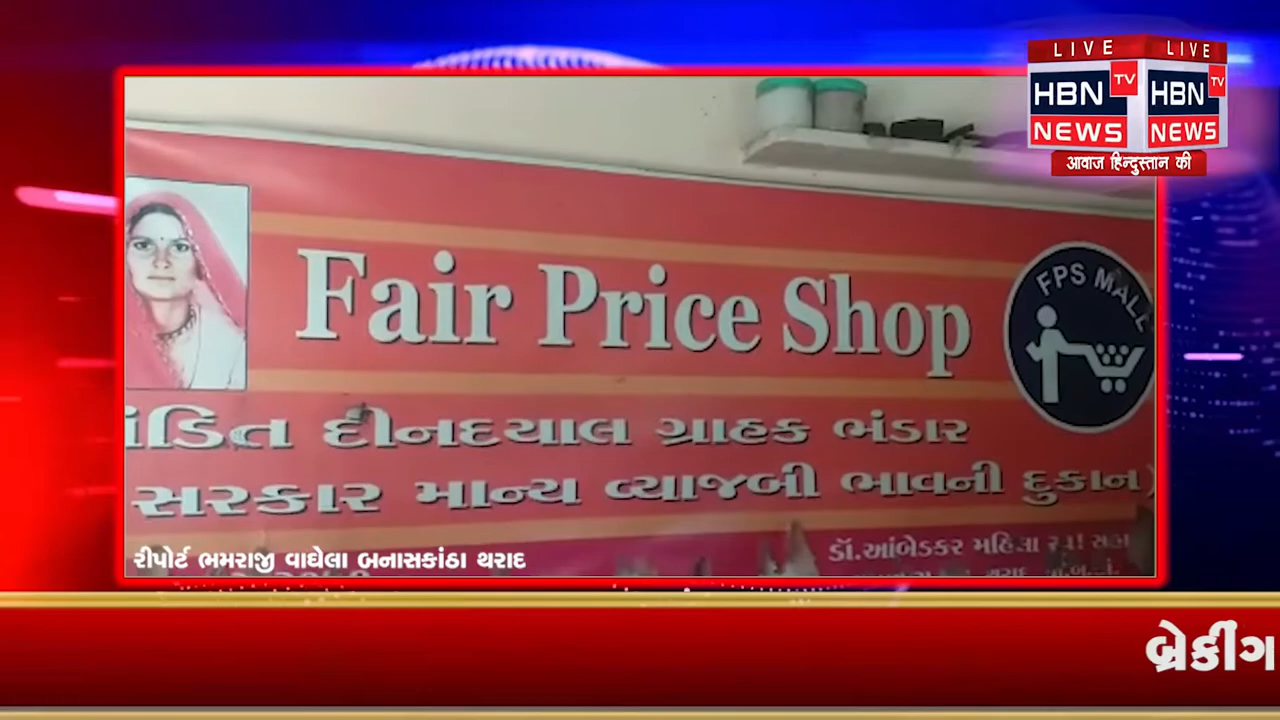 LIVE LIVE
HBN TV HBN TV
NEWS NEWS
आवाज हिन्दुस्तान की
FPS MALL
Fair Price Shop
પંડિત દીનદયાલ ગ્રાહક ભંડાર
સરકાર માન્ય વ્યાજબી ભાવની દુકાન)
ડૉ.આંબેડકર મહિલા
રીપોર્ટ ભમરાજી વાઘેલા બનાસકાંઠા થરાદ
બ્રેકીંગ